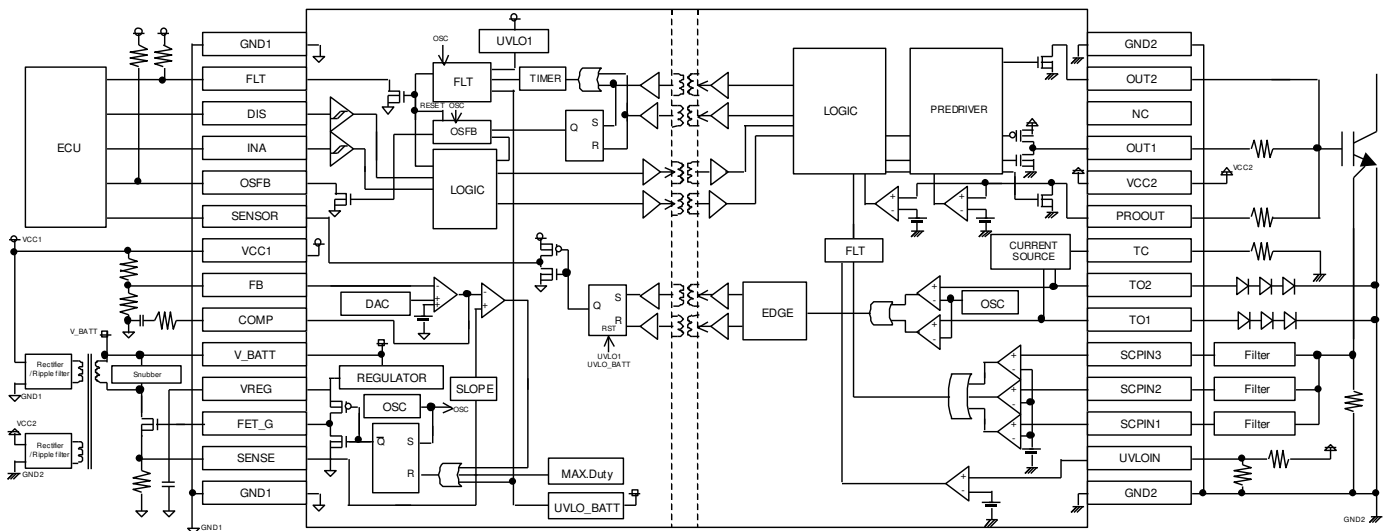 GND1
FLT
DIS
INA
OSFB
SENSOR
VCC1
FB
COMP
V_BATT
VREG
FET_G
SENSE
GND1
ECU
VCC1
V_BATT
Rectifier
/Ripple filter
GND1
Snubber
VCC2
Rectifier
/Ripple filter
GND2
GND1
OSC
UVLO1
FLT
TIMER
RESET OSC
OSFB
Q
S
R
LOGIC
DAC
-
+
+
-
+
REGULATOR
SLOPE
OSC
OSC
Q
S
R
MAX.Duty
UVLO_BATT
Q
S
R
RST
UVLO1
UVLO_BATT
LOGIC
PREDRIVER
+
-
+
-
FLT
CURRENT
SOURCE
EDGE
+
-
+
-
OSC
+
-
+
-
+
-
+
-
GND2
OUT2
NC
OUT1
VCC2
PROOUT
TC
TO2
TO1
SCPIN3
SCPIN2
SCPIN1
UVLOIN
GND2
VCC2
Filter
Filter
Filter
GND2